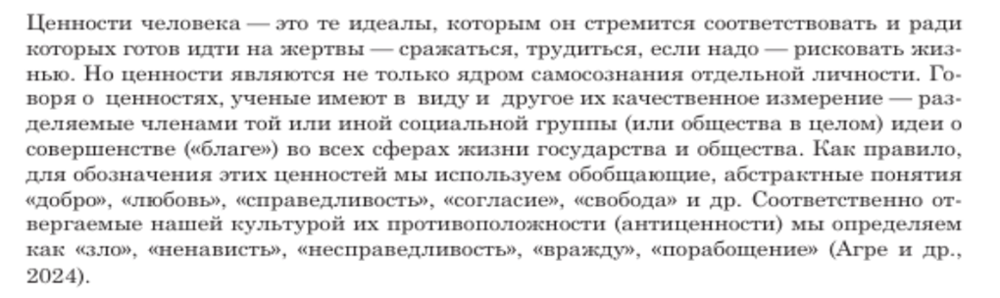 Ценности человека — это те идеалы, которым он стремится соответствовать и ради
которых готов идти на жертвы — сражаться, трудиться, если надо — рисковать жиз-
нью. Но ценности являются не только ядром самосознания отдельной личности. Го-
воря о ценностях, ученые имеют в виду и другое их качественное измерение — раз-
деляемые членами той или иной социальной группы (или общества в целом) идеи о
совершенстве («благе») во всех сферах жизни государства и общества. Как правило,
для обозначения этих ценностей мы используем обобщающие, абстрактные понятия
«добро», «любовь», «справедливость», «согласие», «свобода» и др. Соответственно от-
вергаемые нашей культурой их противоположности (антиценности) мы определяем
как «зло», «ненависть», «несправедливость», «вражду», «порабощение» (Агре и др.,
2024).